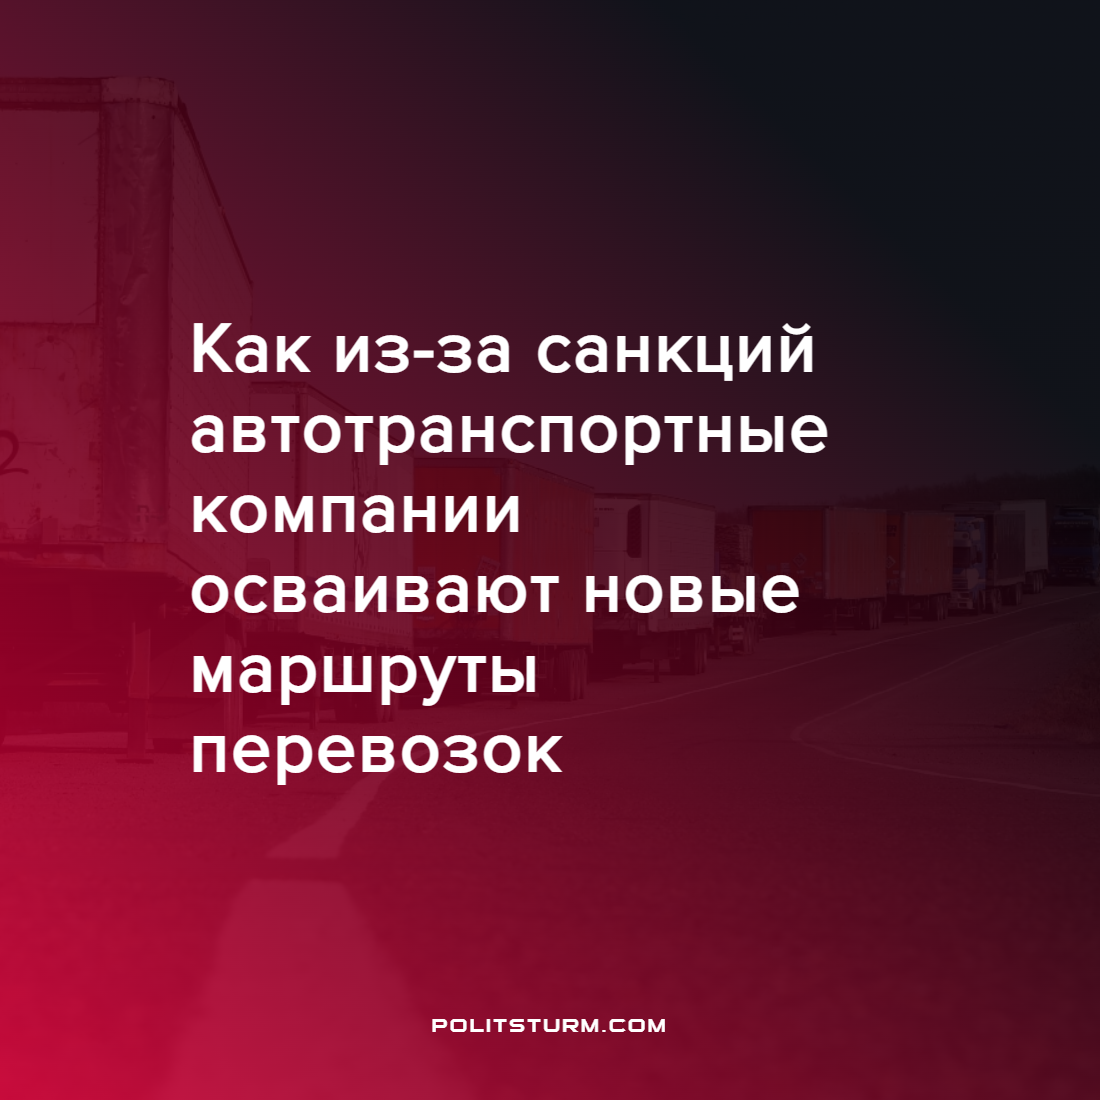 Как из-за санкций
автотранспортные
компании
осваивают новые
маршруты
перевозок
POLITSTURM.COM